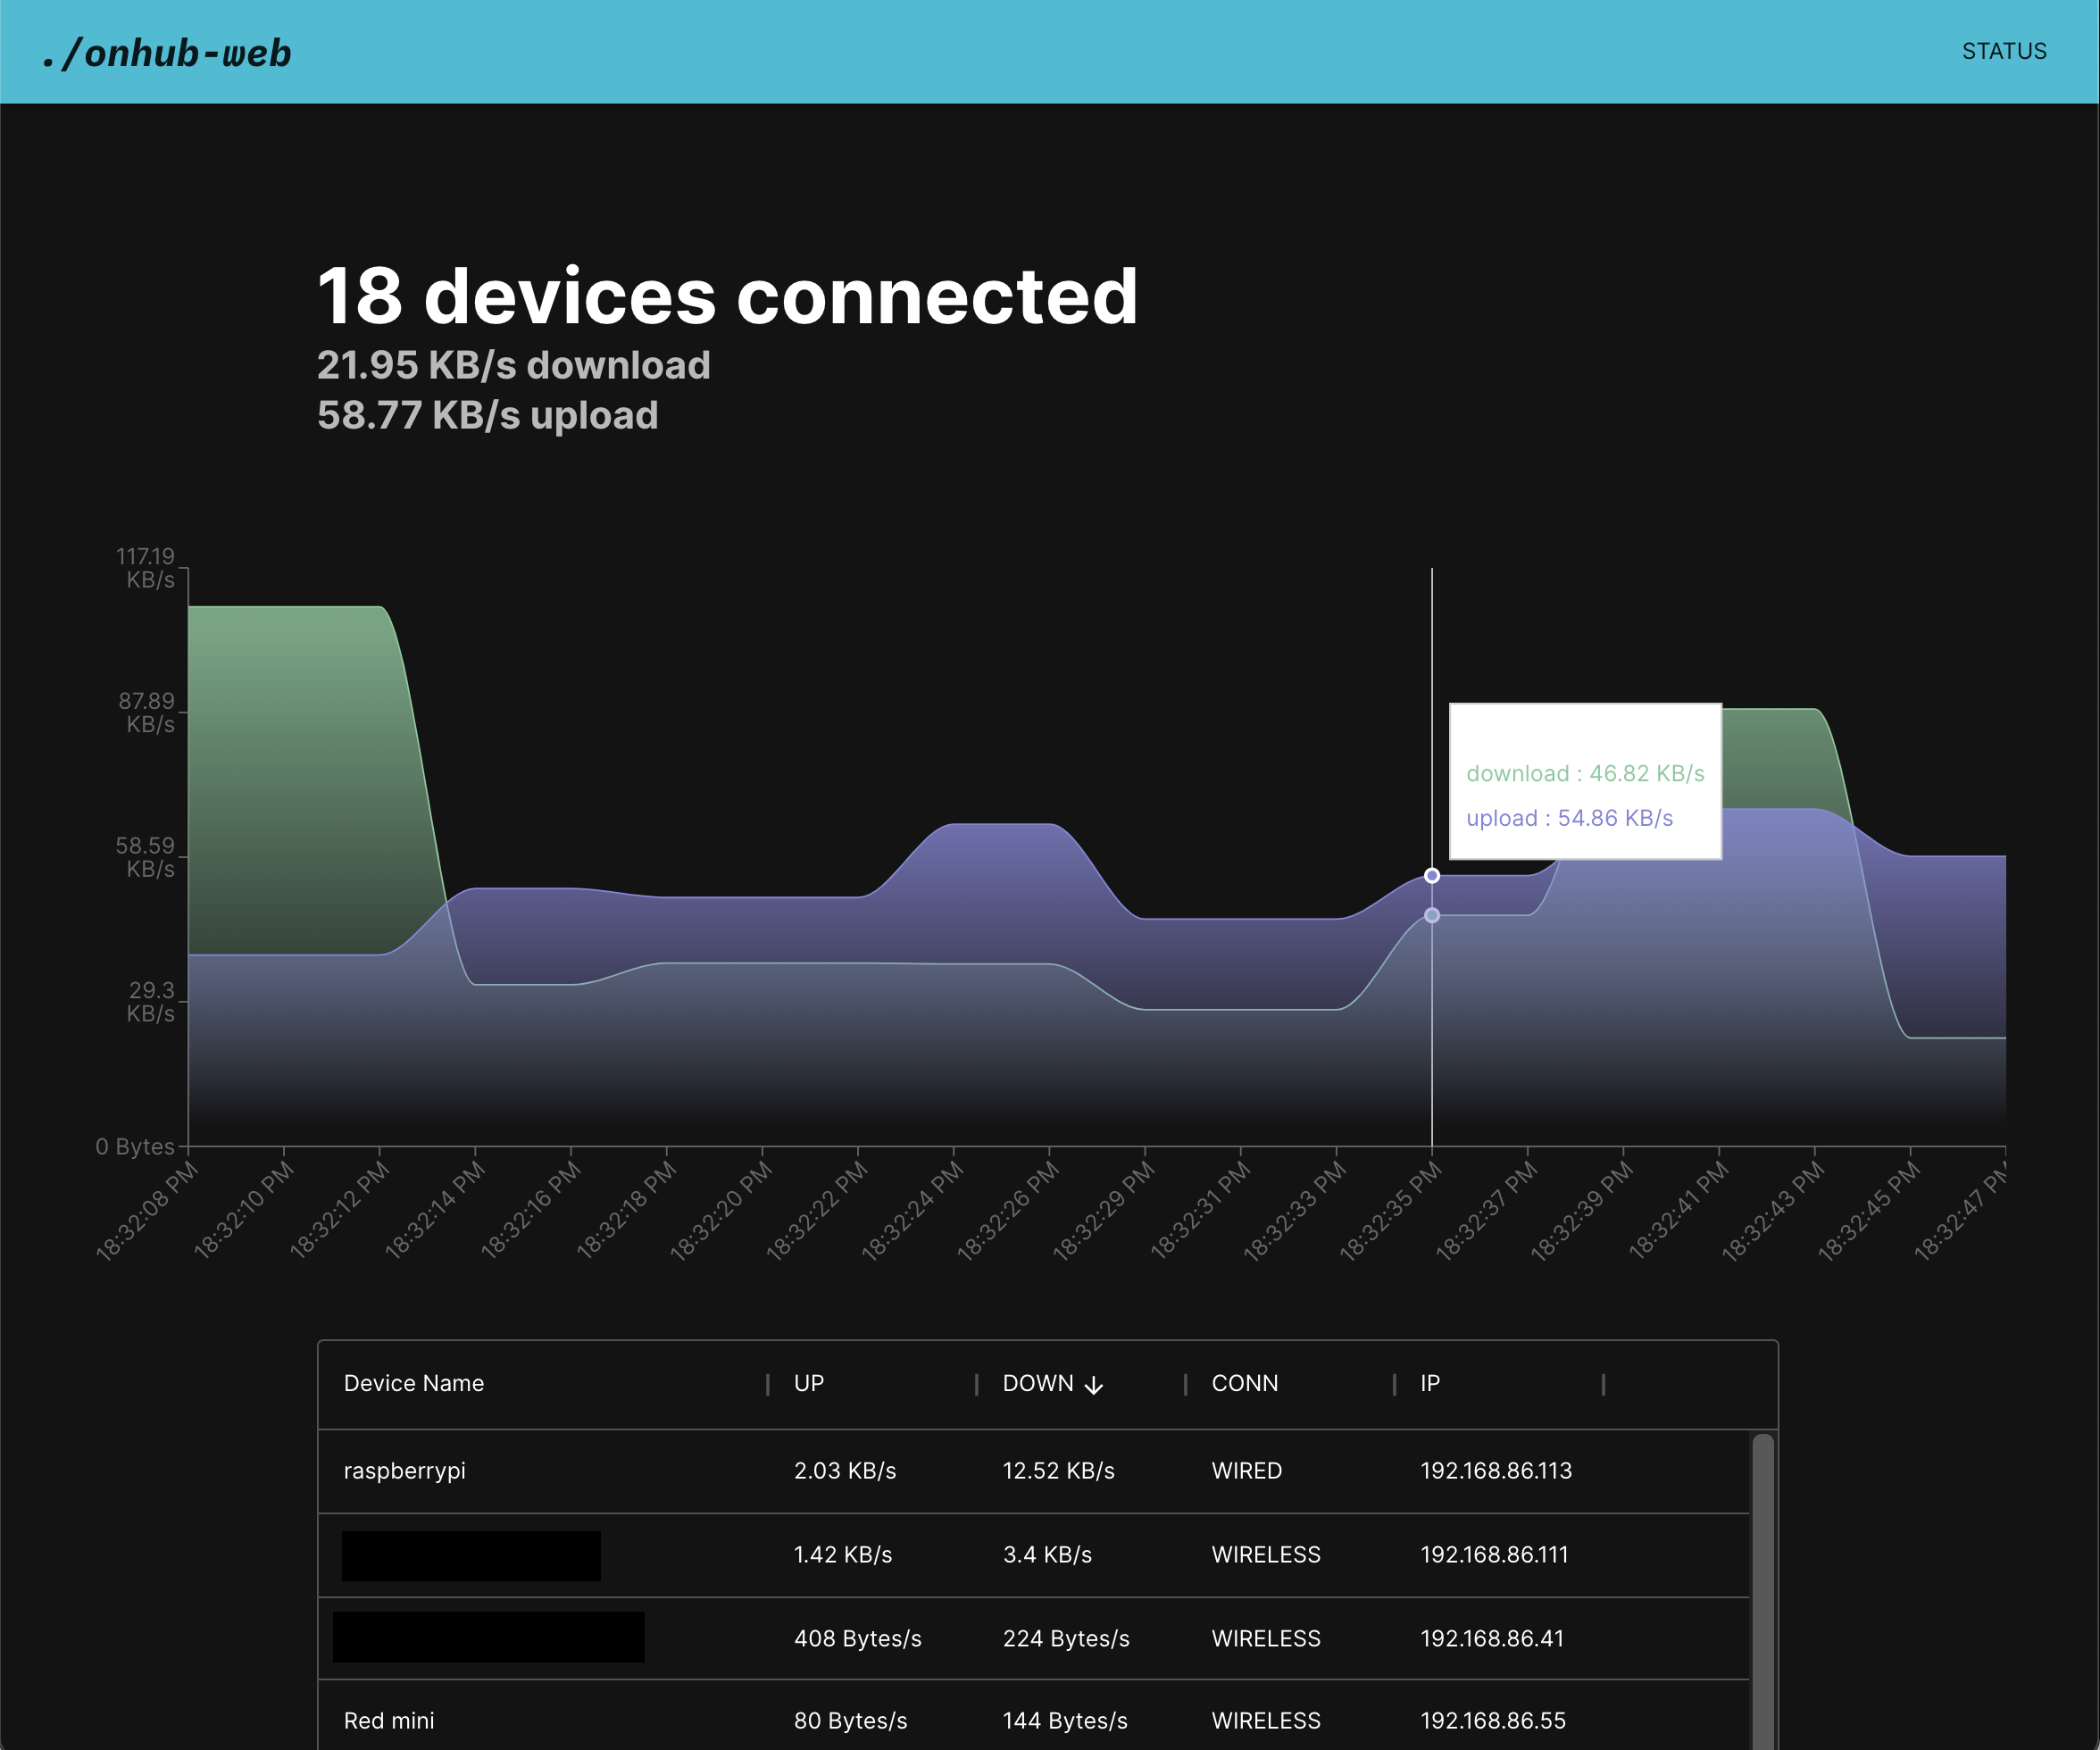 ./onhub-web
STATUS
18 devices connected
21.95 KB/s download
58.77 KB/s upload
117.19
KB/s
87.89
KB/s
58.59
KB/s
29.3
KB/s
0 Bytes
download : 46.82 KB/s
upload : 54.86 KB/s
18:32:08 PM
18:32:10 PM
18:32:12 PM
18:32:14 PM
18:32:16 PM
18:32:18 PM
18:32:20 PM
18:32:22 PM
18:32:24 PM
18:32:26 PM
18:32:29 PM
18:32:31 PM
18:32:33 PM
18:32:35 PM
18:32:37 PM
18:32:39 PM
18:32:41 PM
18:32:43 PM
18:32:45 PM
18:32:47 PM
Device Name UP DOWN ↓ CONN IP
raspberrypi 2.03 KB/s 12.52 KB/s WIRED 192.168.86.113
1.42 KB/s 3.4 KB/s WIRELESS 192.168.86.111
408 Bytes/s 224 Bytes/s WIRELESS 192.168.86.41
Red mini 80 Bytes/s 144 Bytes/s WIRELESS 192.168.86.55